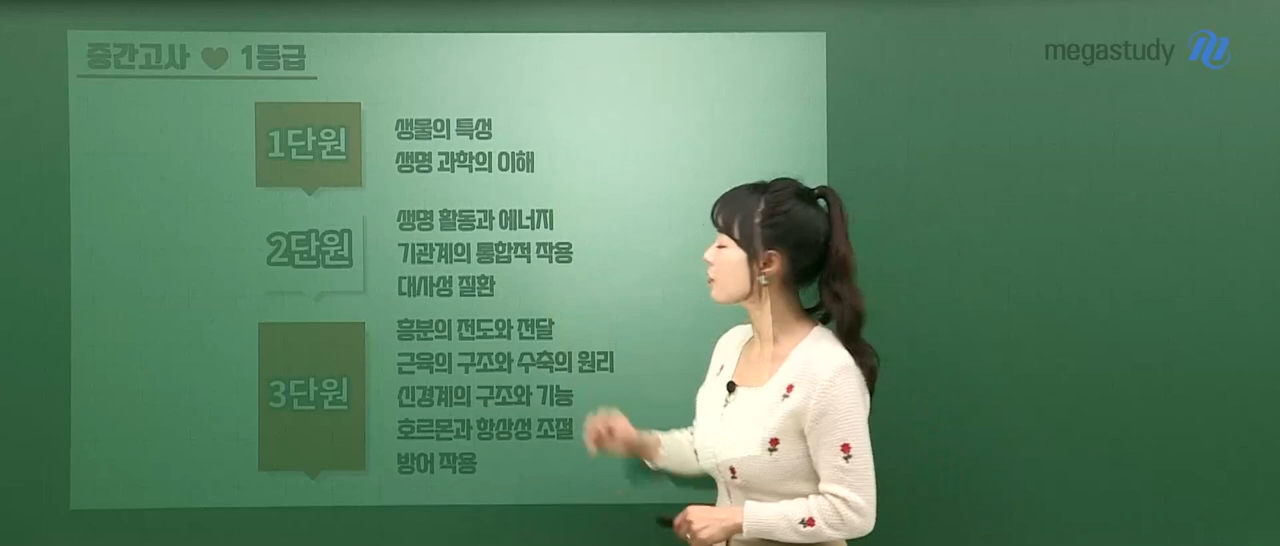 중간고사 ♥ 1등급
megastudy
1단원
생물의 특성
생명 과학의 이해
2단원
생명 활동과 에너지
기관계의 통합적 작용
대사성 질환
3단원
흥분의 전도와 전달
근육의 구조와 수축의 원리
신경계의 구조와 기능
호르몬과 항상성 조절
방어 작용